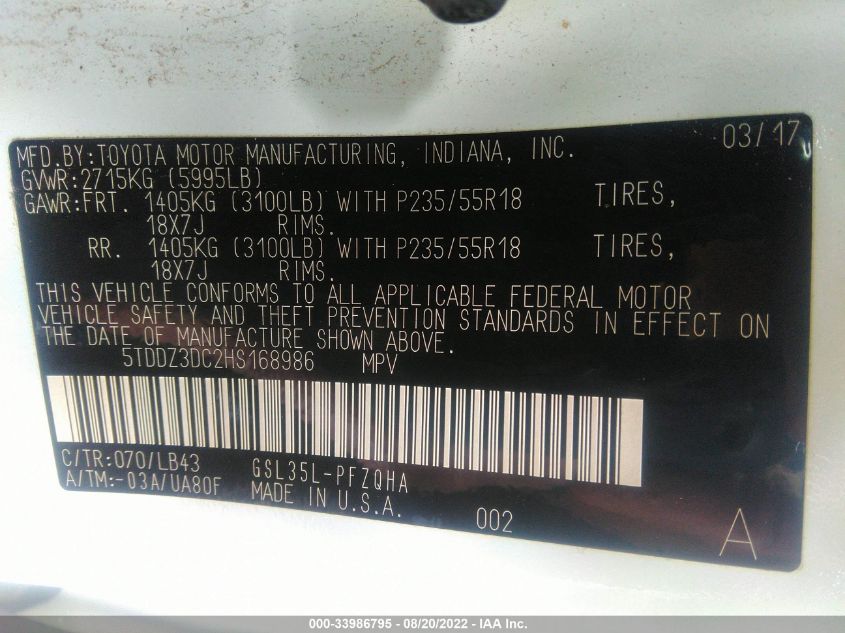 03/17
MFD.BY:TOYOTA MOTOR MANUFACTURING, INDIANA, INC.
GVWR:2715KG (5995LB)
GAWR:FRT. 1405KG (3100LB) WITH P235/55R18 TIRES,
18X7J RIMS.
RR. 1405KG (3100LB) WITH P235/55R18 TIRES,
18X7J RIMS.
THIS VEHICLE CONFORMS TO ALL APPLICABLE FEDERAL MOTOR
VEHICLE SAFETY AND THEFT PREVENTION STANDARDS IN EFFECT ON
THE DATE OF MANUFACTURE SHOWN ABOVE.
5TDDZ3DC2HS168986 MPV
C/TR:070/LB43 GSL35L-PFZQHA
A/TM:-03A/UA80F MADE IN U.S.A. 002 A
000-33986795 - 08/20/2022 - IAA Inc.